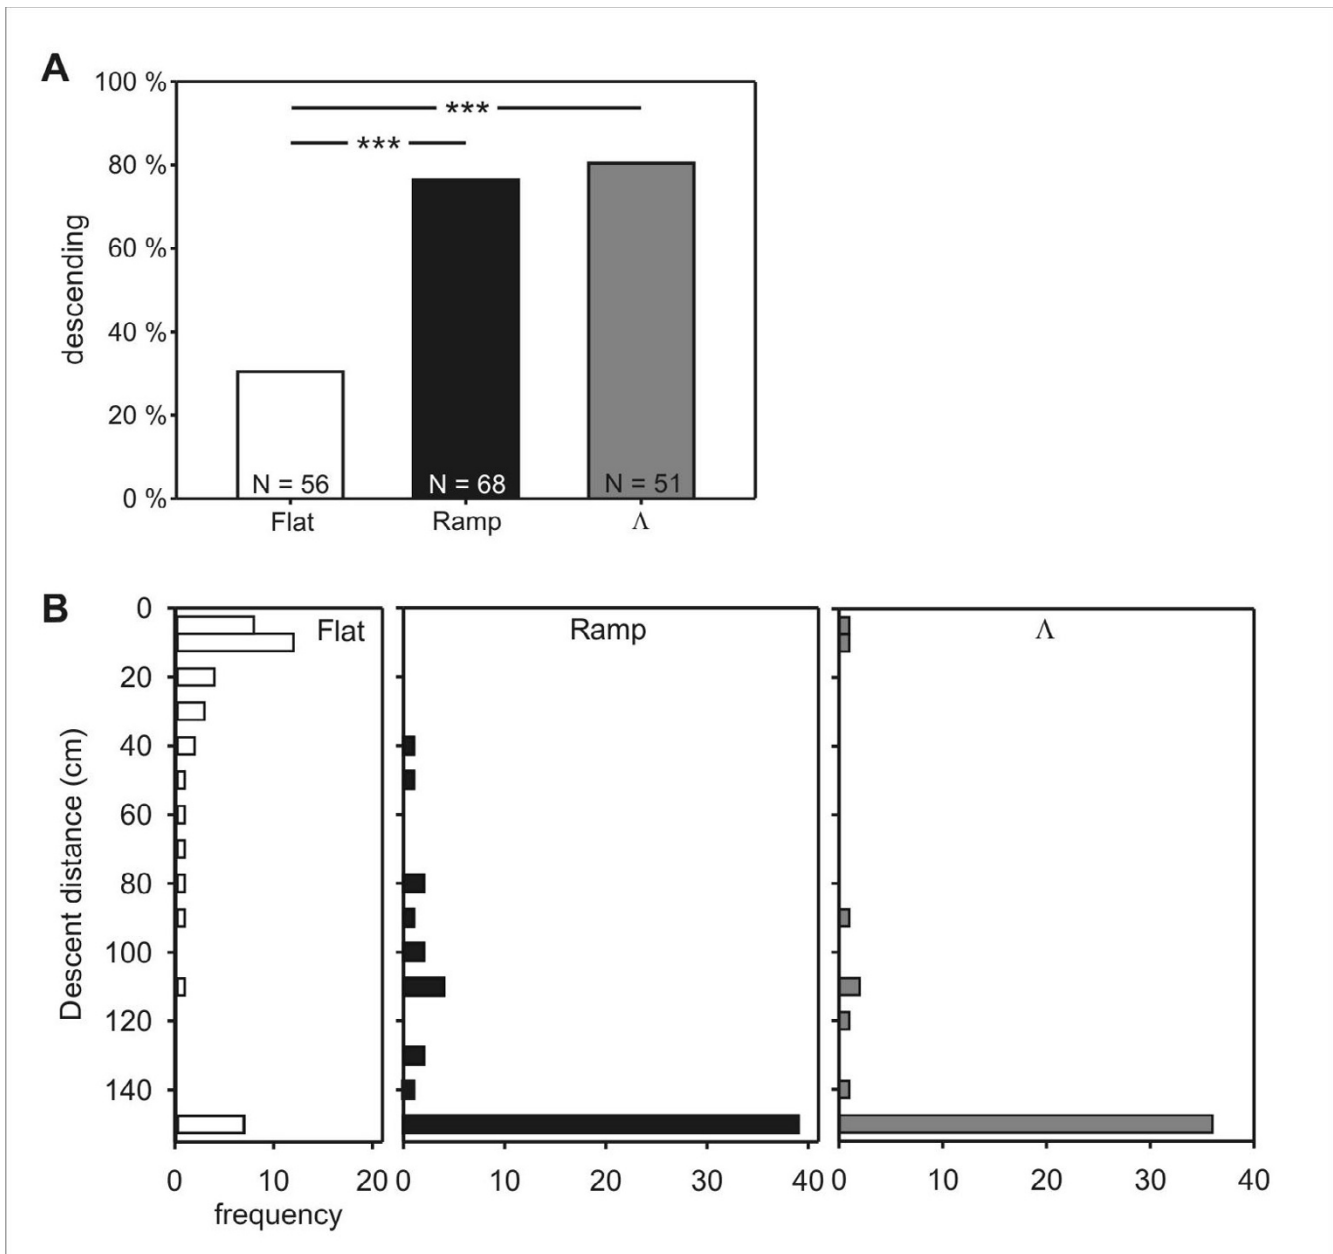 A
100 %
80 %
60 %
40 %
20 %
0 %
descending
***
***
N = 56
N = 68
N = 51
Flat
Ramp
Λ
B
0
20
40
60
80
100
120
140
Descent distance (cm)
Flat
Ramp
Λ
0 10 20 0 10 20 30 40 0 10 20 30 40
frequency